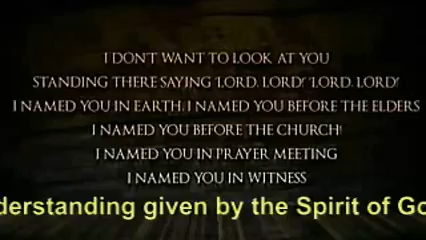 I DON'T WANT TO LOOK AT YOU
STANDING THERE SAYING 'LORD, LORD!' 'LORD, LORD!'
I NAMED YOU IN EARTH; I NAMED YOU BEFORE THE ELDERS
I NAMED YOU BEFORE THE CHURCH!
I NAMED YOU IN PRAYER MEETING
I NAMED YOU IN WITNESS
derstanding given by the Spirit of Go